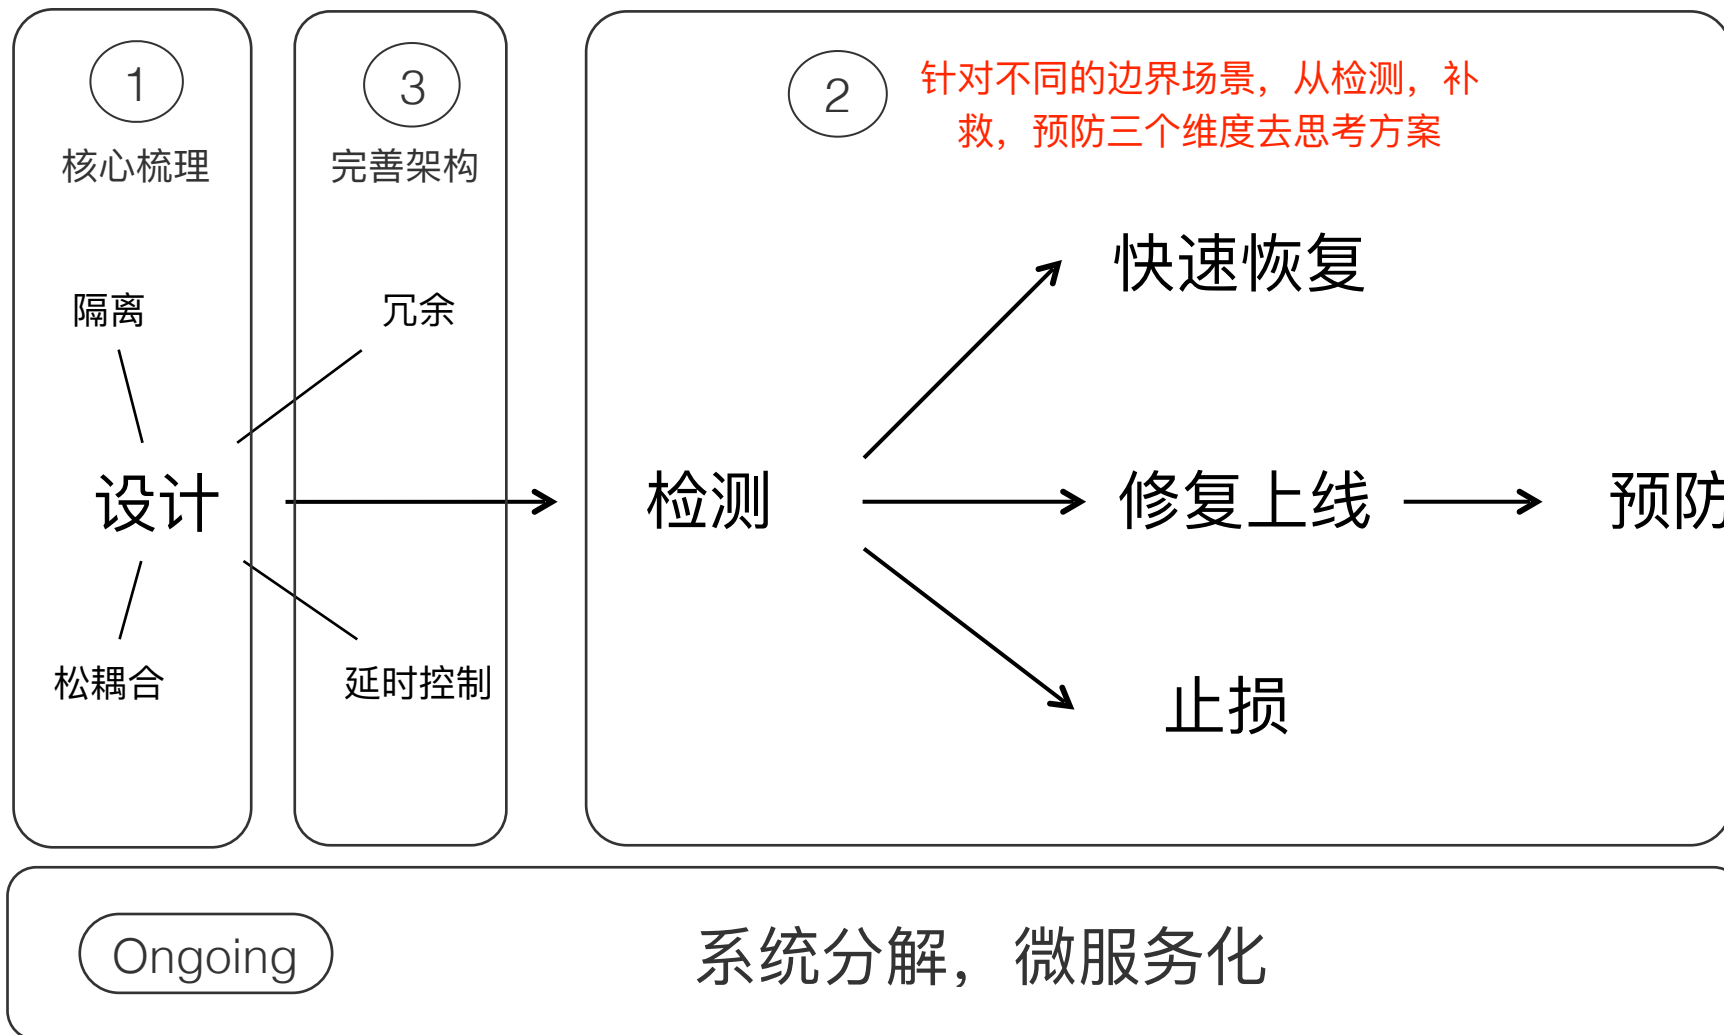 1
核心梳理
隔离
设计
松耦合
3
完善架构
冗余
延时控制
2
针对不同的边界场景，从检测，补
救，预防三个维度去思考方案
快速恢复
检测
修复上线
预防
止损
Ongoing
系统分解，微服务化